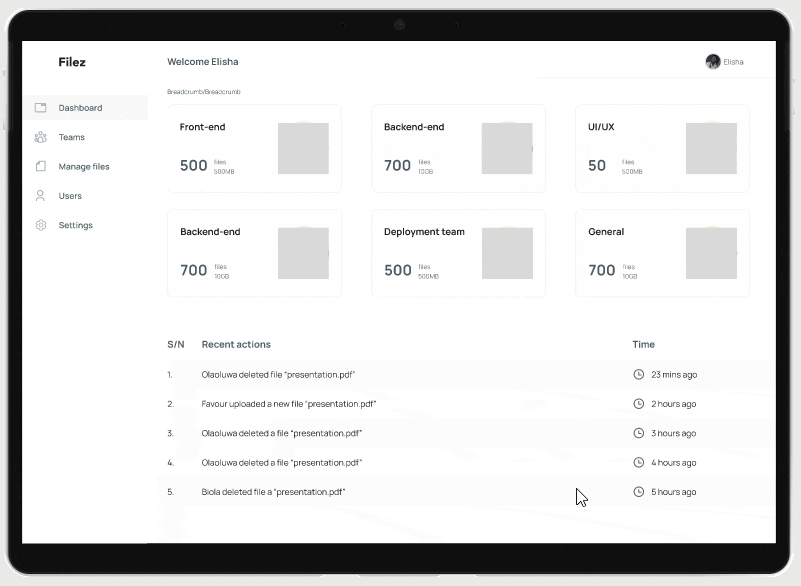 Filez
Welcome Elisha
Elisha
Breadcrumb/Breadcrumb
Dashboard
Teams
Manage files
Users
Settings
Front-end
500 files
500MB
Backend-end
700 files
10GB
UI/UX
50 files
500MB
Backend-end
700 files
10GB
Deployment team
500 files
500MB
General
700 files
10GB
S/N Recent actions Time
1. Olaoluwa deleted file “presentation.pdf” 23 mins ago
2. Favour uploaded a new file “presentation.pdf” 2 hours ago
3. Olaoluwa deleted a file “presentation.pdf” 3 hours ago
4. Olaoluwa deleted a file “presentation.pdf” 4 hours ago
5. Biola deleted file a “presentation.pdf” 5 hours ago